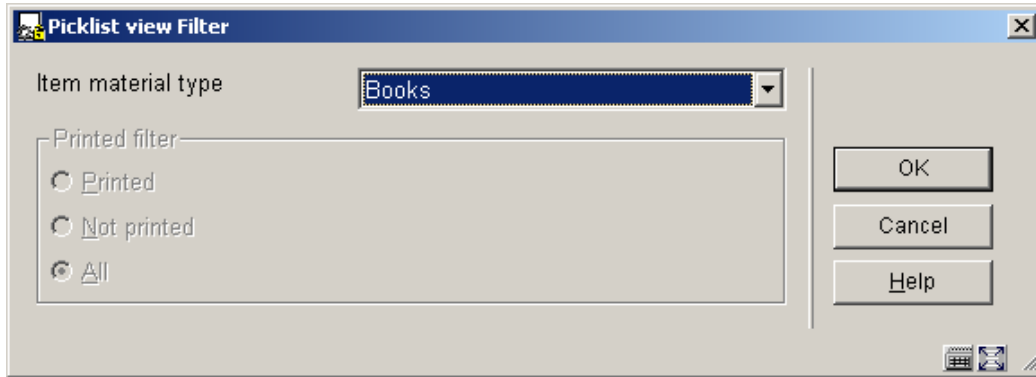 Picklist view Filter
Item material type
Books
Printed filter
Printed
Not printed
All
OK
Cancel
Help